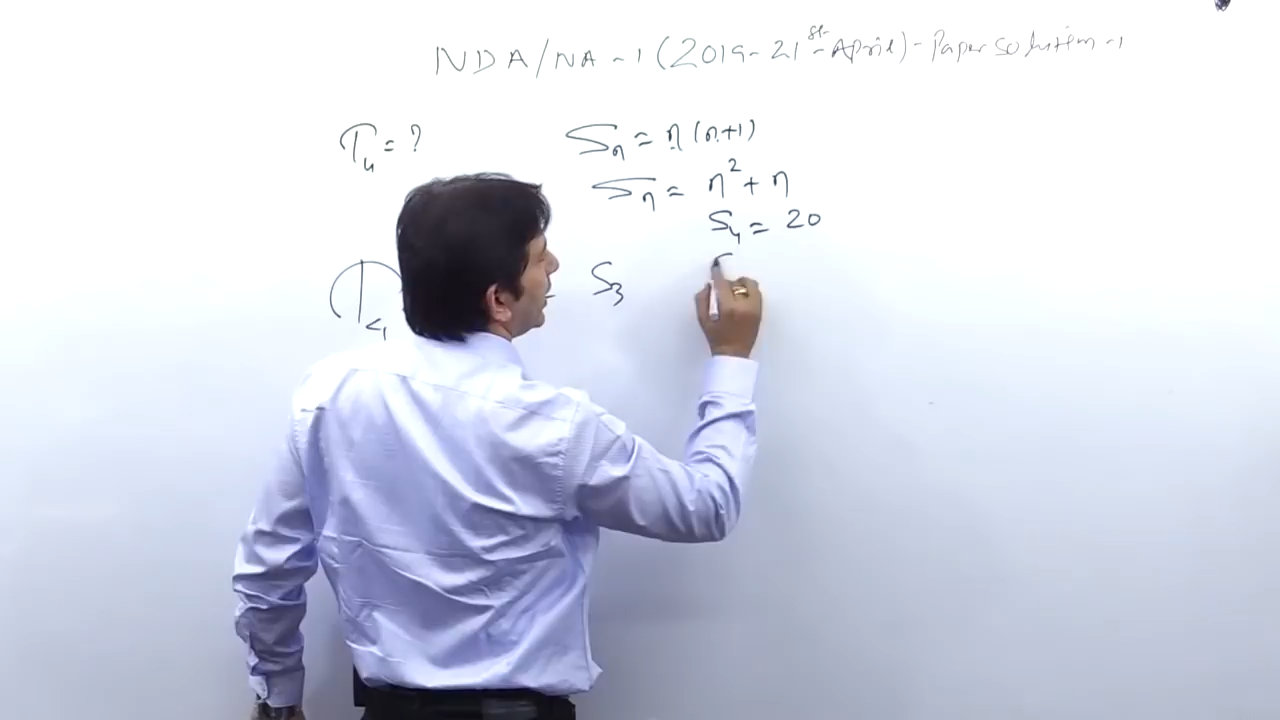 NDA/NA-1 (2019-21st-April)-Paper solution-1
T4 = ?
Sn = n(n+1)
Sn = n² + n
S4 = 20
T4
S3